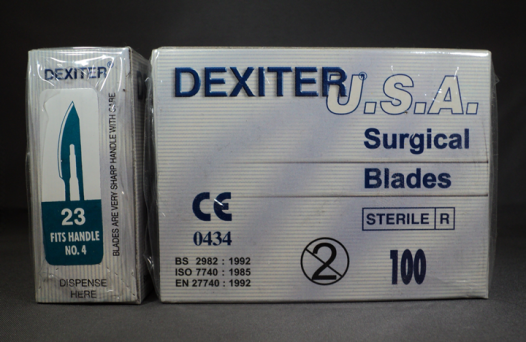 DEXITER
23
FITS HANDLE
NO. 4
BLADES ARE VERY SHARP HANDLE WITH CARE
DISPENSE
HERE
DEXITER
U.S.A.
Surgical
Blades
CE
0434
STERILE R
BS 2982 : 1992
ISO 7740 : 1985
EN 27740 : 1992
2
100